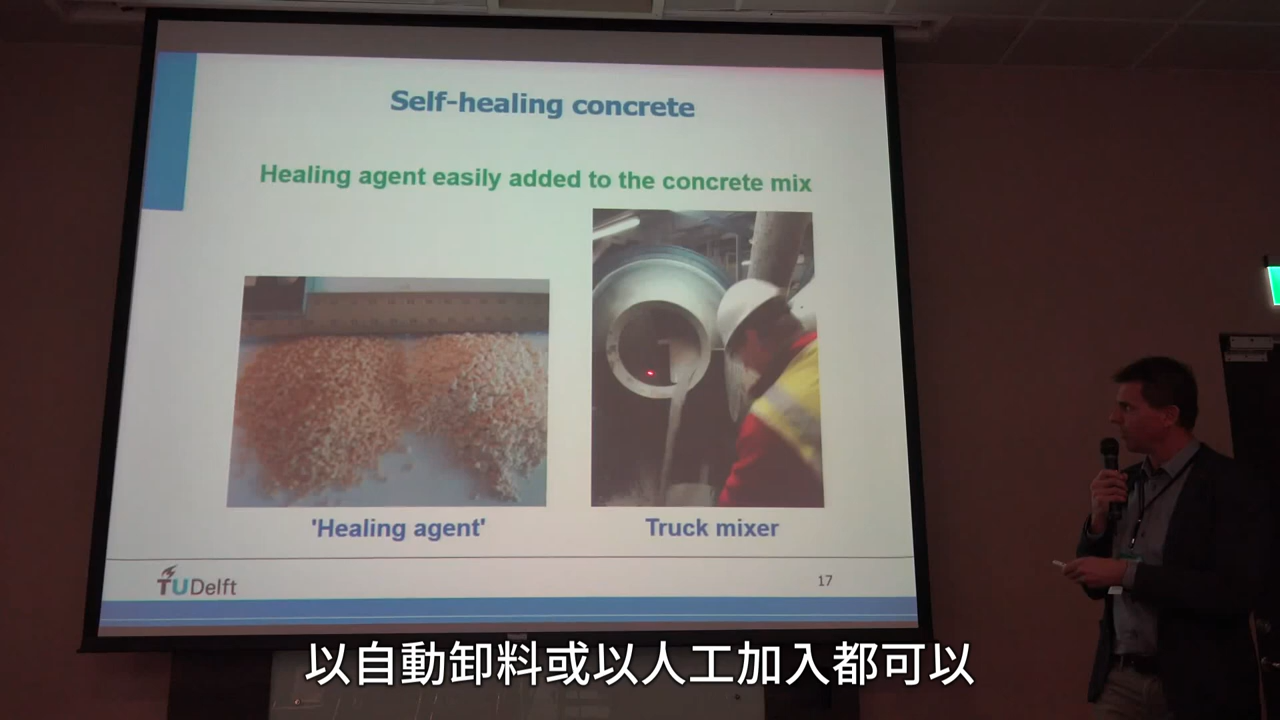 Self-healing concrete
Healing agent easily added to the concrete mix
'Healing agent'
Truck mixer
TUDelft
17
以自動卸料或以人工加入都可以